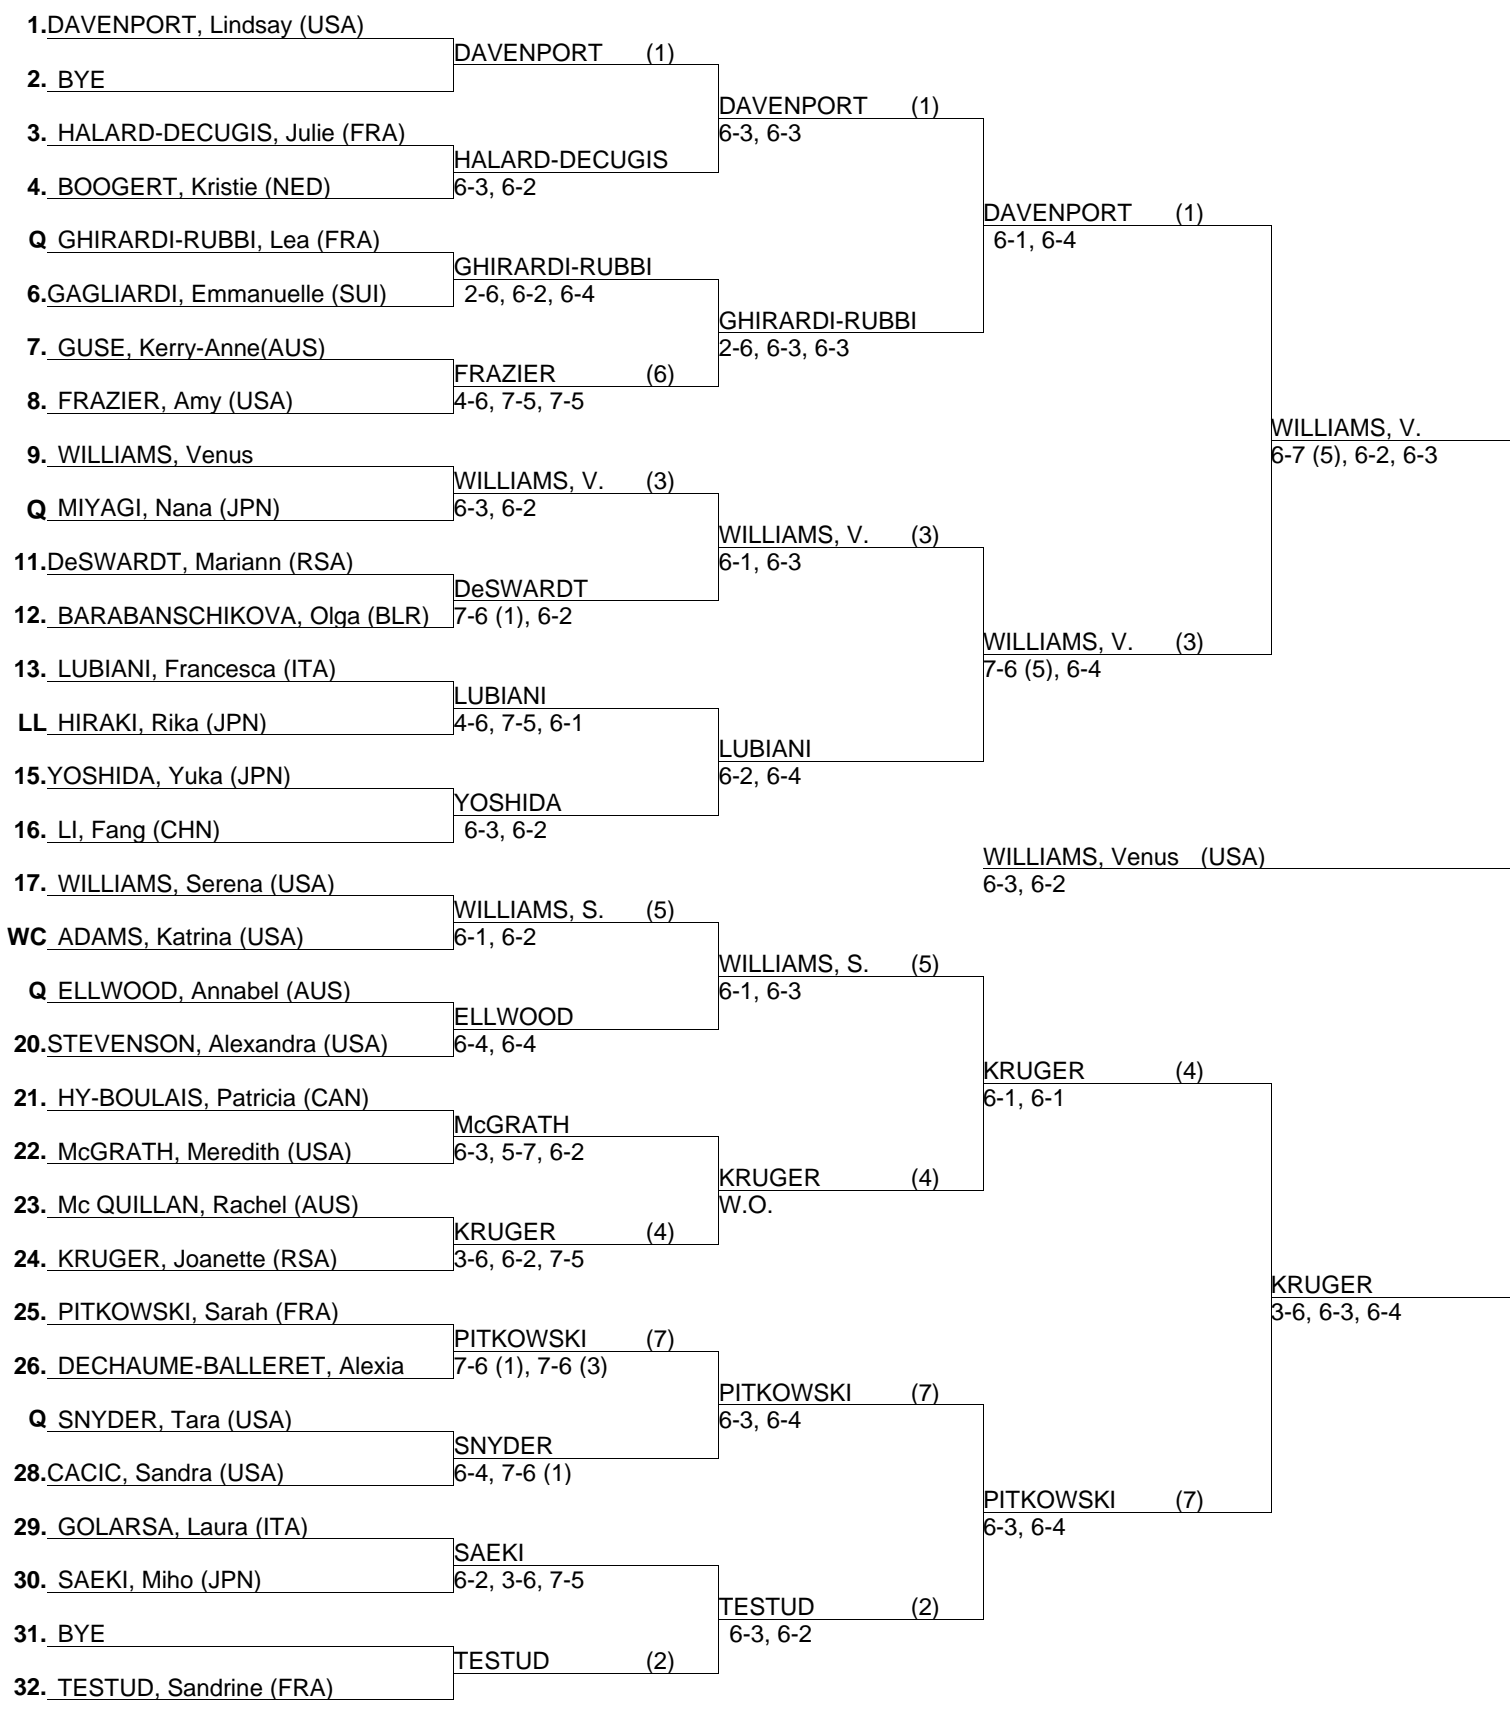 1. DAVENPORT, Lindsay (USA)
DAVENPORT (1)
2. BYE
DAVENPORT (1)
3. HALARD-DECUGIS, Julie (FRA)
6-3, 6-3
HALARD-DECUGIS
4. BOOGERT, Kristie (NED)
6-3, 6-2
DAVENPORT (1)
Q GHIRARDI-RUBBI, Lea (FRA)
6-1, 6-4
GHIRARDI-RUBBI
6. GAGLIARDI, Emmanuelle (SUI)
2-6, 6-2, 6-4
GHIRARDI-RUBBI
7. GUSE, Kerry-Anne(AUS)
2-6, 6-3, 6-3
FRAZIER (6)
8. FRAZIER, Amy (USA)
4-6, 7-5, 7-5
WILLIAMS, V.
9. WILLIAMS, Venus
6-7 (5), 6-2, 6-3
WILLIAMS, V. (3)
Q MIYAGI, Nana (JPN)
6-3, 6-2
WILLIAMS, V. (3)
11. DeSWARDT, Mariann (RSA)
6-1, 6-3
DeSWARDT
12. BARABANSCHIKOVA, Olga (BLR)
7-6 (1), 6-2
WILLIAMS, V. (3)
13. LUBIANI, Francesca (ITA)
7-6 (5), 6-4
LUBIANI
LL HIRAKI, Rika (JPN)
4-6, 7-5, 6-1
LUBIANI
15. YOSHIDA, Yuka (JPN)
6-2, 6-4
YOSHIDA
16. LI, Fang (CHN)
6-3, 6-2
WILLIAMS, Venus (USA)
17. WILLIAMS, Serena (USA)
6-3, 6-2
WILLIAMS, S. (5)
WC ADAMS, Katrina (USA)
6-1, 6-2
WILLIAMS, S. (5)
Q ELLWOOD, Annabel (AUS)
6-1, 6-3
ELLWOOD
20. STEVENSON, Alexandra (USA)
6-4, 6-4
KRUGER (4)
21. HY-BOULAIS, Patricia (CAN)
6-1, 6-1
McGRATH
22. McGRATH, Meredith (USA)
6-3, 5-7, 6-2
KRUGER (4)
23. Mc QUILLAN, Rachel (AUS)
W.O.
KRUGER (4)
24. KRUGER, Joanette (RSA)
3-6, 6-2, 7-5
KRUGER
25. PITKOWSKI, Sarah (FRA)
3-6, 6-3, 6-4
PITKOWSKI (7)
26. DECHAUME-BALLERET, Alexia
7-6 (1), 7-6 (3)
PITKOWSKI (7)
Q SNYDER, Tara (USA)
6-3, 6-4
SNYDER
28. CACIC, Sandra (USA)
6-4, 7-6 (1)
PITKOWSKI (7)
29. GOLARSA, Laura (ITA)
6-3, 6-4
SAEKI
30. SAEKI, Miho (JPN)
6-2, 3-6, 7-5
TESTUD (2)
31. BYE
6-3, 6-2
TESTUD (2)
32. TESTUD, Sandrine (FRA)